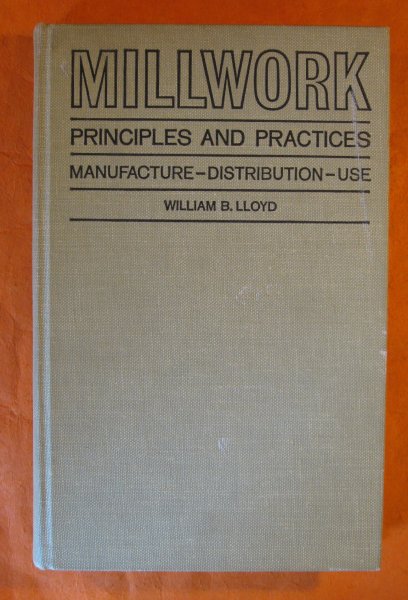 MILLWORK
PRINCIPLES AND PRACTICES
MANUFACTURE–DISTRIBUTION–USE
WILLIAM B. LLOYD